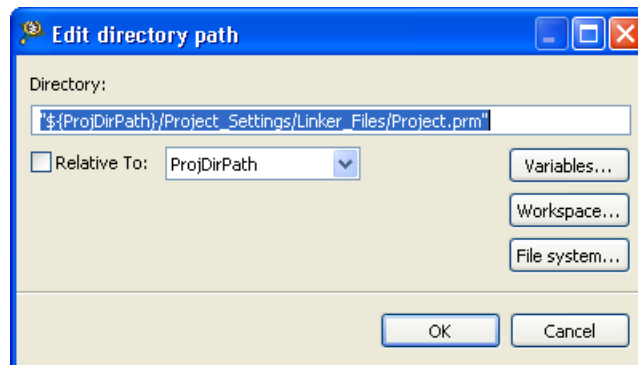 Edit directory path
Directory:
"${ProjDirPath}/Project_Settings/Linker_Files/Project.prm"
Relative To: ProjDirPath Variables...
Workspace...
File system...
OK Cancel